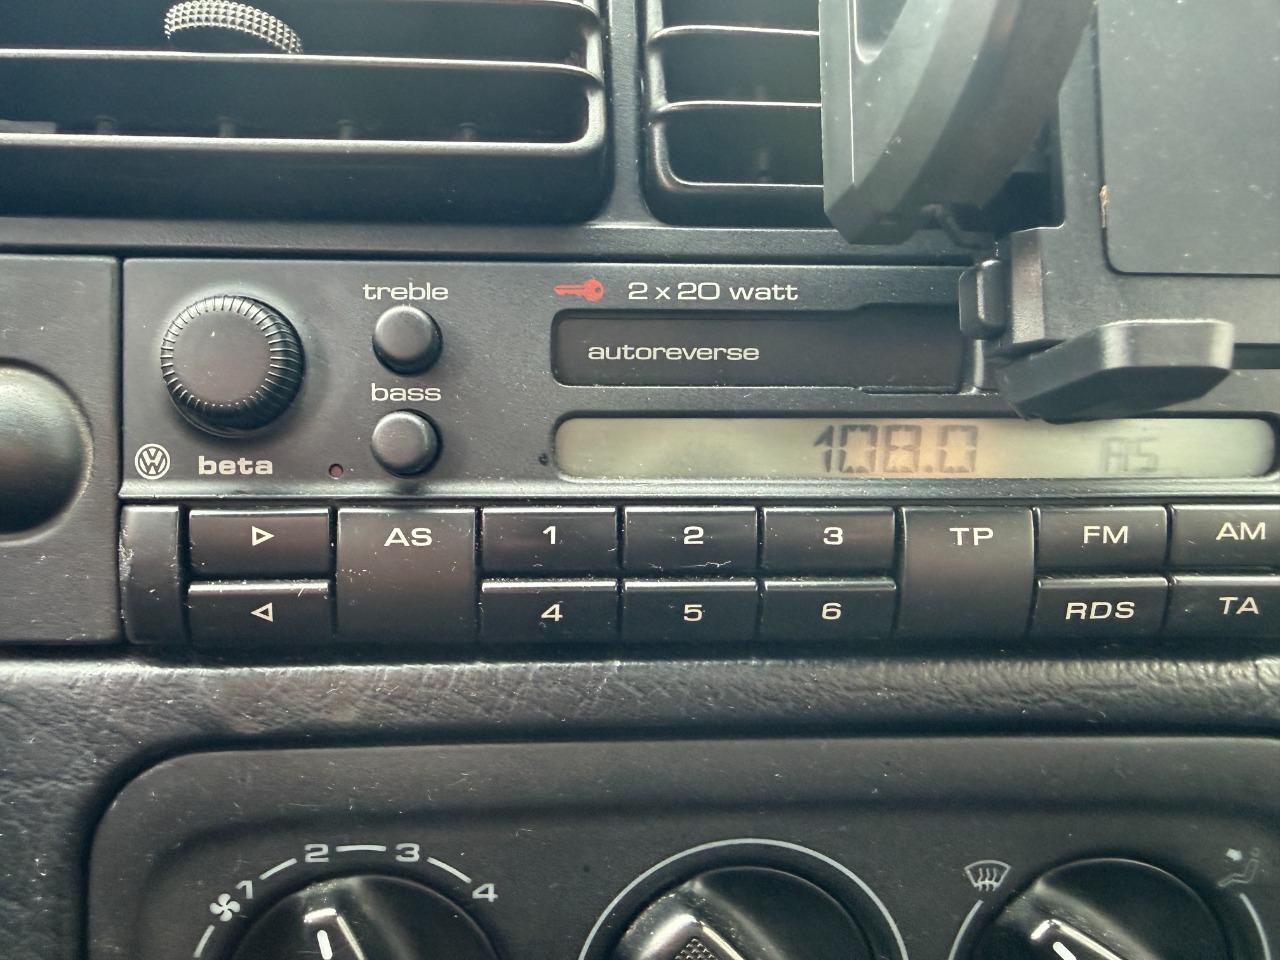 treble
2 x 20 watt
autoreverse
bass
108.0 AS
beta
AS 1 2 3 TP FM AM
4 5 6 RDS TA
1 2 3 4